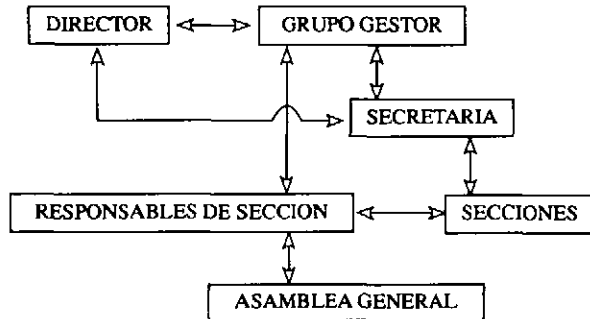 DIRECTOR
GRUPO GESTOR
SECRETARIA
RESPONSABLES DE SECCION
SECCIONES
ASAMBLEA GENERAL